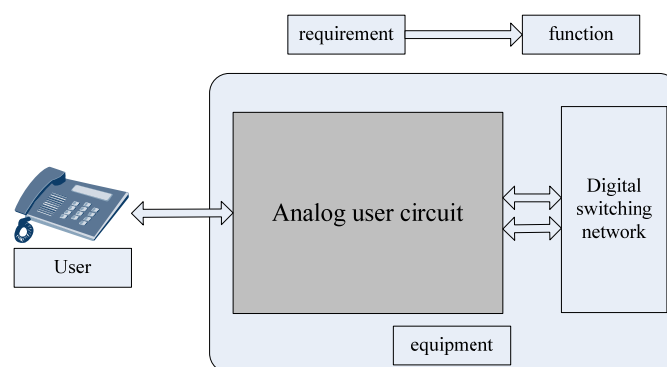 requirement
function
Analog user circuit
Digital
switching
network
User
equipment